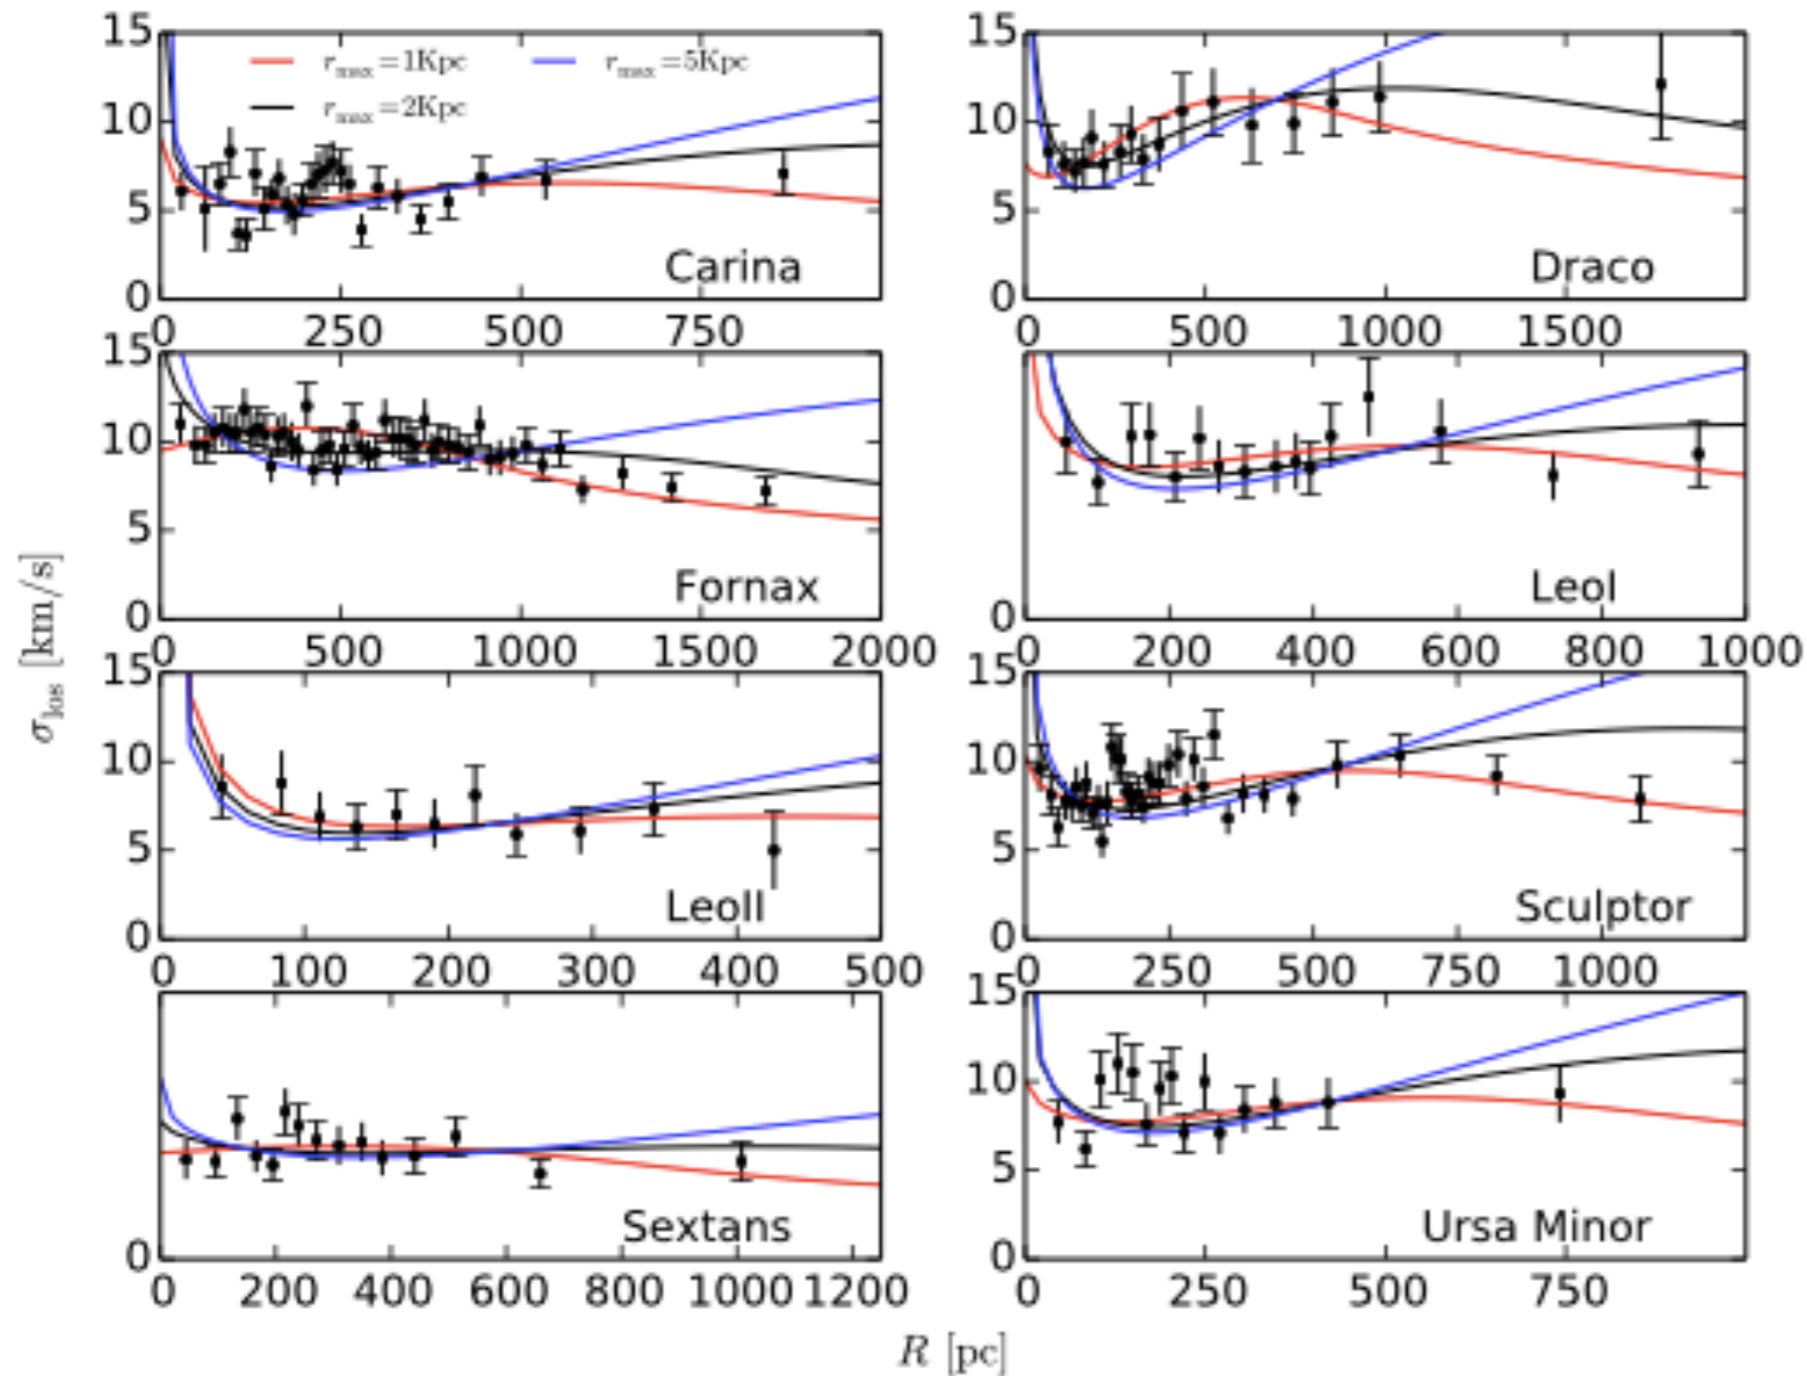 15 15
r_max=1Kpc r_max=5Kpc
r_max=2Kpc
10 10
5 5
Carina Draco
0 0
0 250 500 750 0 500 1000 1500
15
10
5
Fornax LeoI
0 0
0 500 1000 1500 2000 0 200 400 600 800 1000
15 15
10 10
5 5
LeoII Sculptor
0 0
0 100 200 300 400 500 0 250 500 750 1000
15
10
5
Sextans Ursa Minor
0 0
0 200 400 600 800 1000 1200 0 250 500 750
σ_los [km/s]
R [pc]